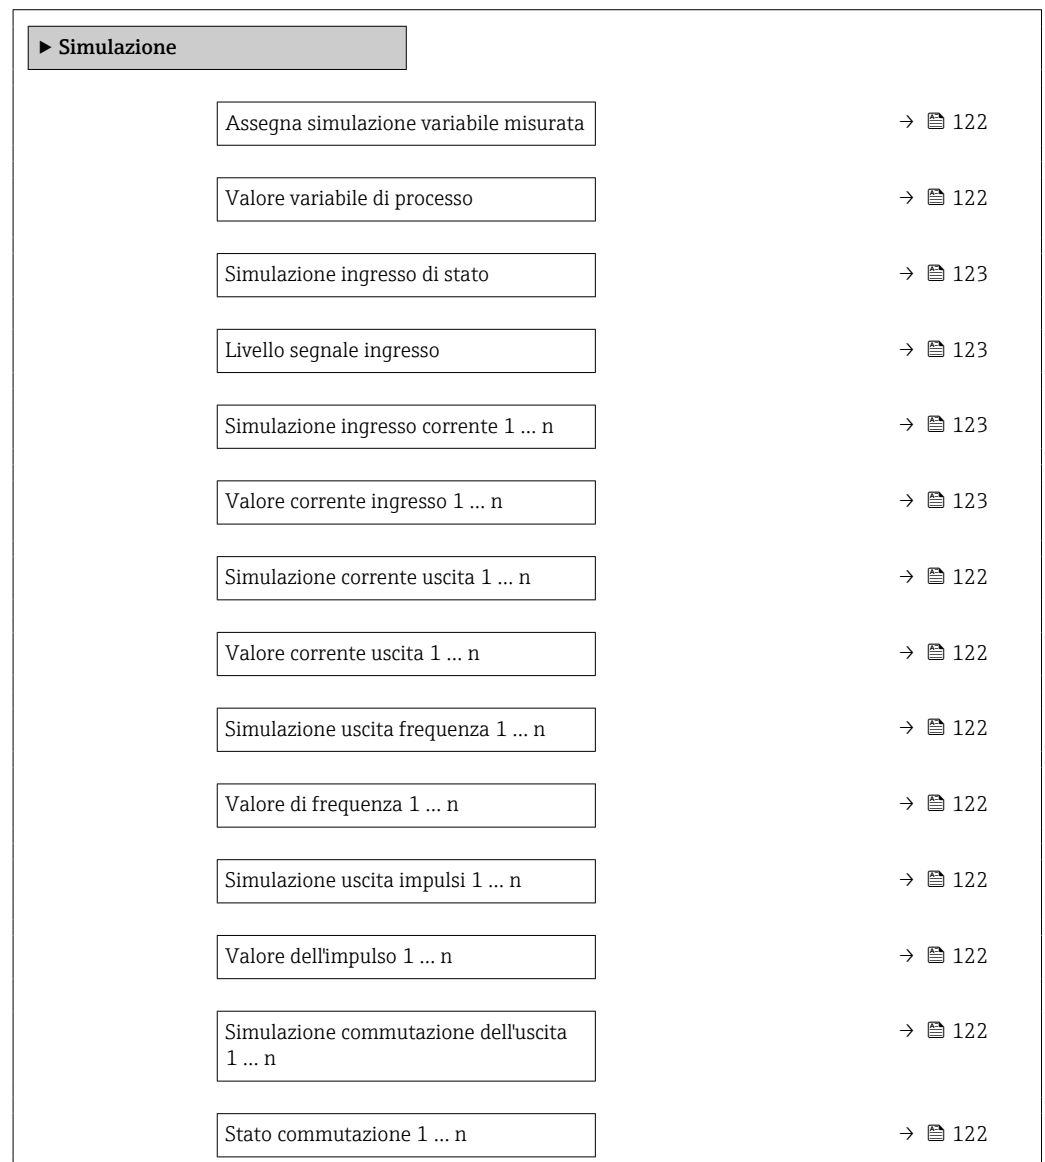 ▶ Simulazione
Assegna simulazione variabile misurata → 122
Valore variabile di processo → 122
Simulazione ingresso di stato → 123
Livello segnale ingresso → 123
Simulazione ingresso corrente 1 … n → 123
Valore corrente ingresso 1 … n → 123
Simulazione corrente uscita 1 … n → 122
Valore corrente uscita 1 … n → 122
Simulazione uscita frequenza 1 … n → 122
Valore di frequenza 1 … n → 122
Simulazione uscita impulsi 1 … n → 122
Valore dell'impulso 1 … n → 122
Simulazione commutazione dell'uscita → 122
1 … n
Stato commutazione 1 … n → 122